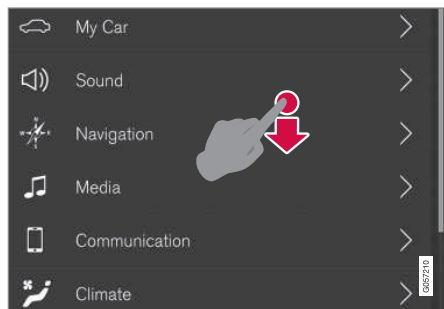 My Car
Sound
N
W E
S
Navigation
Media
Communication
Climate
G057210